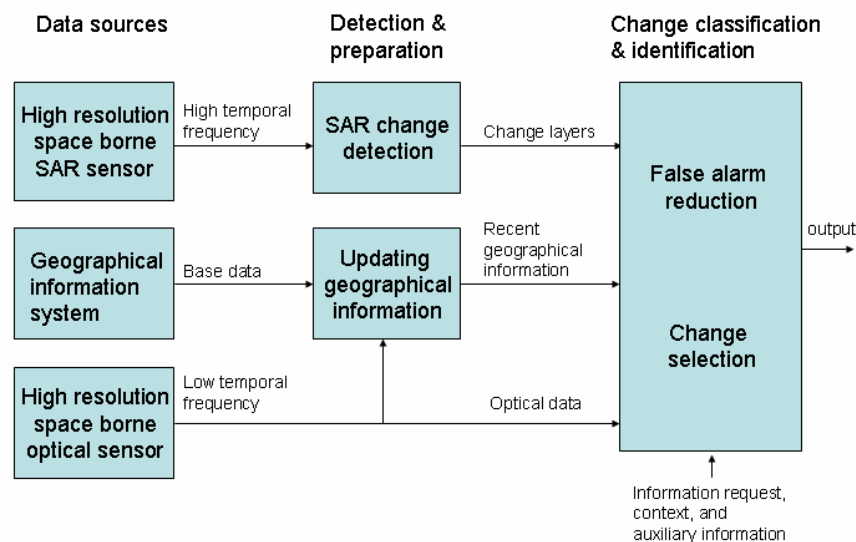 Data sources
Detection &
preparation
Change classification
& identification
High resolution
space borne
SAR sensor
High temporal
frequency
SAR change
detection
Change layers
False alarm
reduction
output
Geographical
information
system
Base data
Updating
geographical
information
Recent
geographical
information
Change
selection
High resolution
space borne
optical sensor
Low temporal
frequency
Optical data
Information request,
context, and
auxiliary information